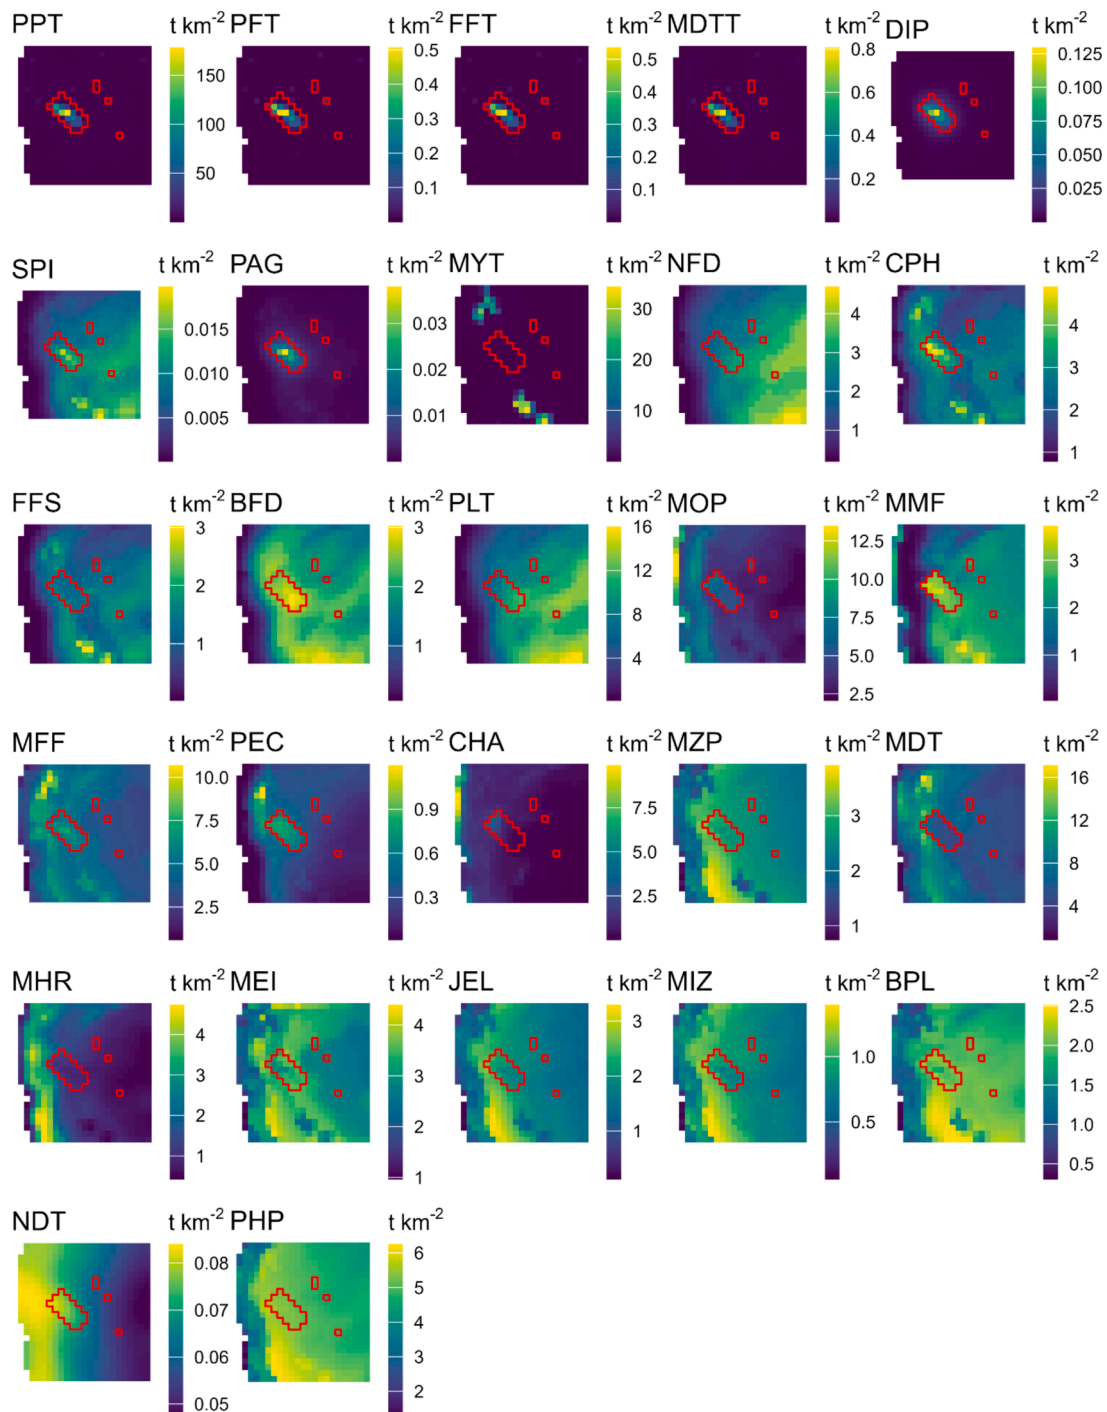 PPT
t km⁻²
150
100
50
PFT
t km⁻²
0.5
0.4
0.3
0.2
0.1
FFT
t km⁻²
0.5
0.4
0.3
0.2
0.1
MDTT
t km⁻²
0.8
0.6
0.4
0.2
DIP
t km⁻²
0.125
0.100
0.075
0.050
0.025
SPI
t km⁻²
0.015
0.010
0.005
PAG
t km⁻²
0.03
0.02
0.01
MYT
t km⁻²
30
20
10
NFD
t km⁻²
4
3
2
1
CPH
t km⁻²
4
3
2
1
FFS
t km⁻²
3
2
1
BFD
t km⁻²
3
2
1
PLT
t km⁻²
16
12
8
4
MOP
t km⁻²
12.5
10.0
7.5
5.0
2.5
MMF
t km⁻²
3
2
1
MFF
t km⁻²
10.0
7.5
5.0
2.5
PEC
t km⁻²
0.9
0.6
0.3
CHA
t km⁻²
7.5
5.0
2.5
MZP
t km⁻²
3
2
1
MDT
t km⁻²
16
12
8
4
MHR
t km⁻²
4
3
2
1
MEI
t km⁻²
4
3
2
1
JEL
t km⁻²
3
2
1
MIZ
t km⁻²
1.0
0.5
BPL
t km⁻²
2.5
2.0
1.5
1.0
0.5
NDT
t km⁻²
0.08
0.07
0.06
0.05
PHP
t km⁻²
6
5
4
3
2